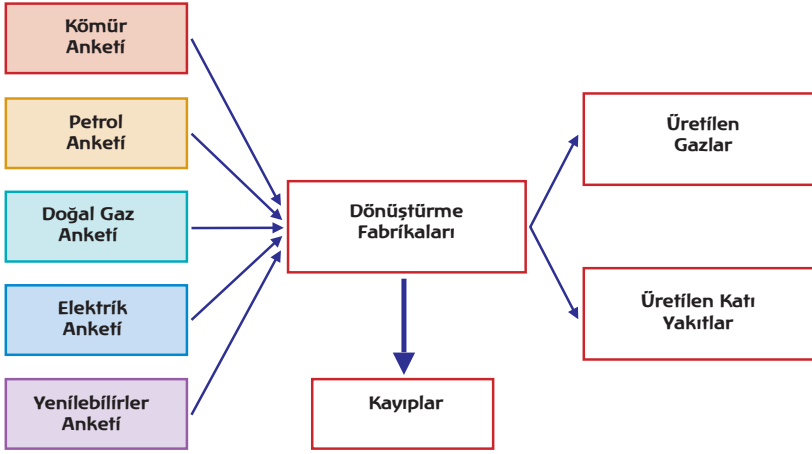 Kömür
Anketi
Petrol
Anketi
Doğal Gaz
Anketi
Elektrik
Anketi
Yenilebilirler
Anketi
Dönüştürme
Fabrikaları
Kayıplar
Üretilen
Gazlar
Üretilen Katı
Yakıtlar